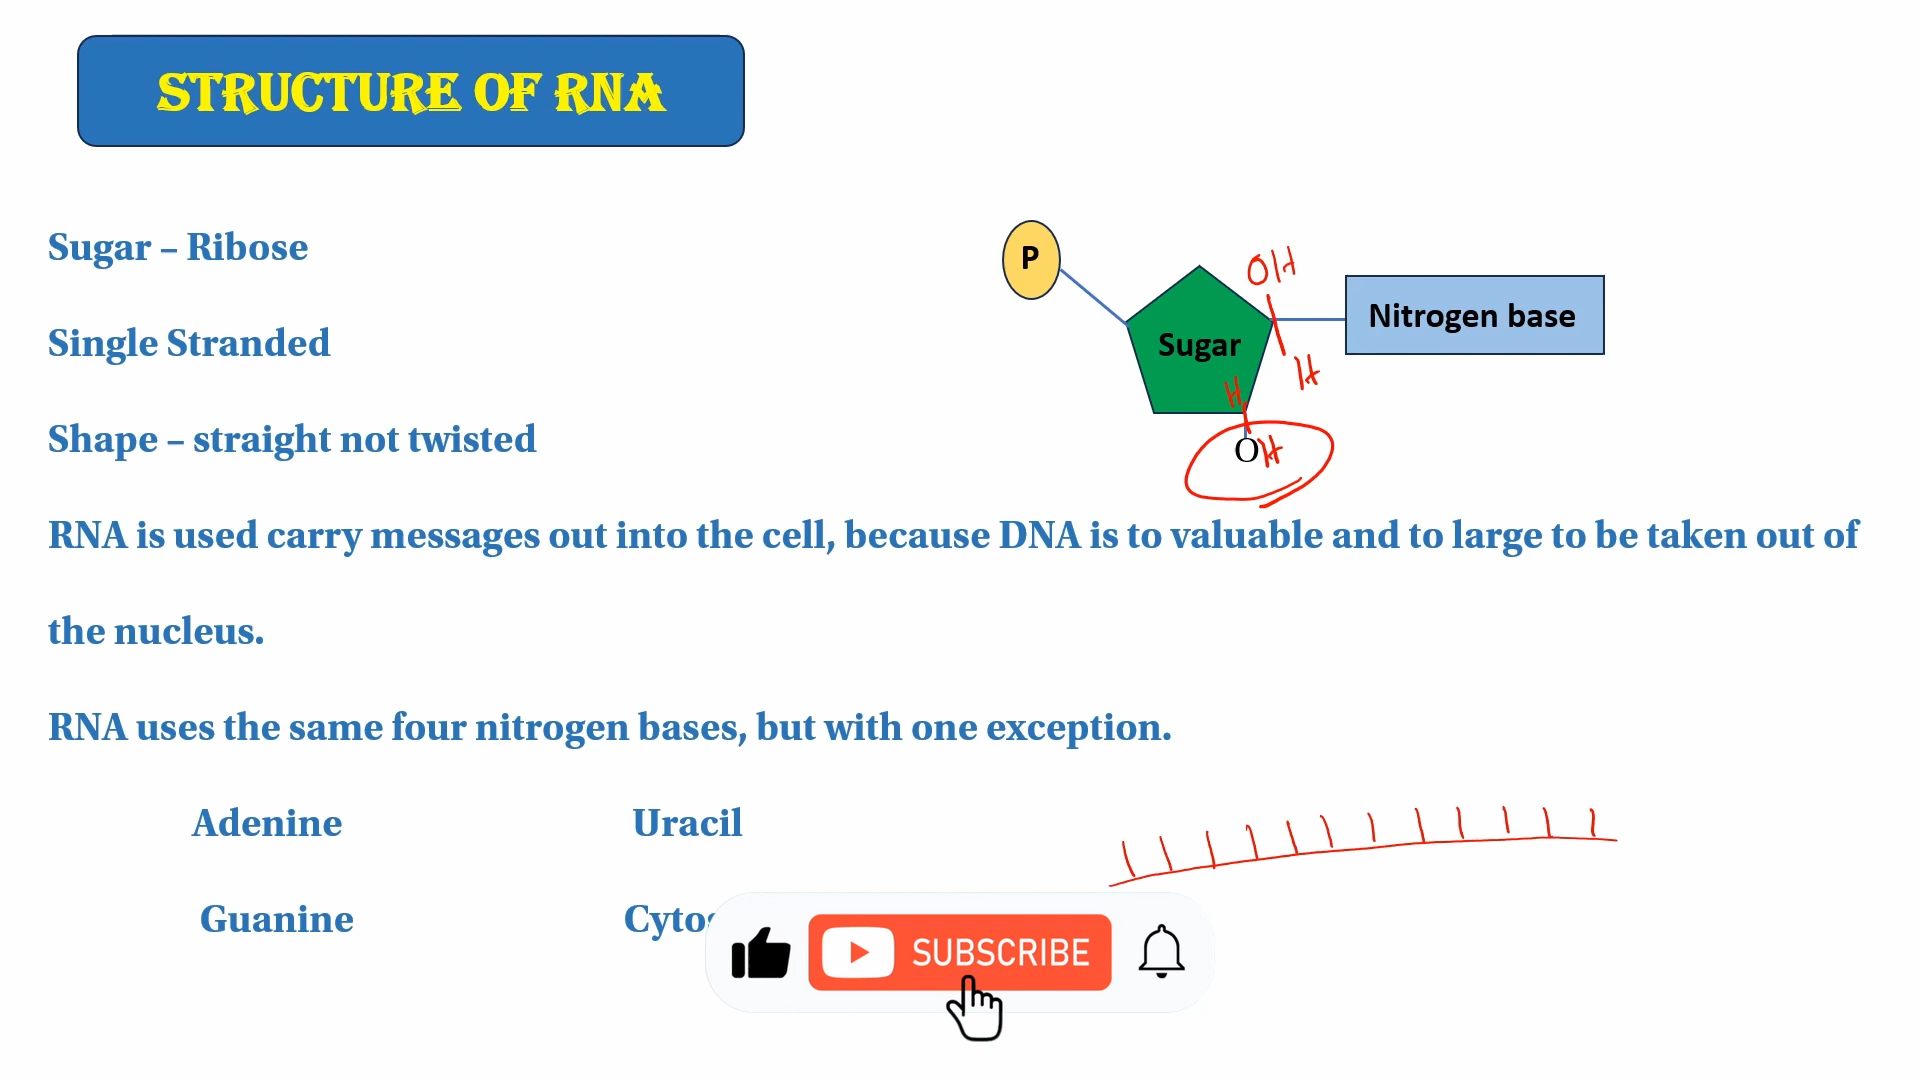 STRUCTURE OF RNA
Sugar – Ribose
P
OH
Sugar
Nitrogen base
Single Stranded
H
H
OH
Shape – straight not twisted
RNA is used carry messages out into the cell, because DNA is to valuable and to large to be taken out of
the nucleus.
RNA uses the same four nitrogen bases, but with one exception.
Adenine Uracil
Guanine
SUBSCRIBE